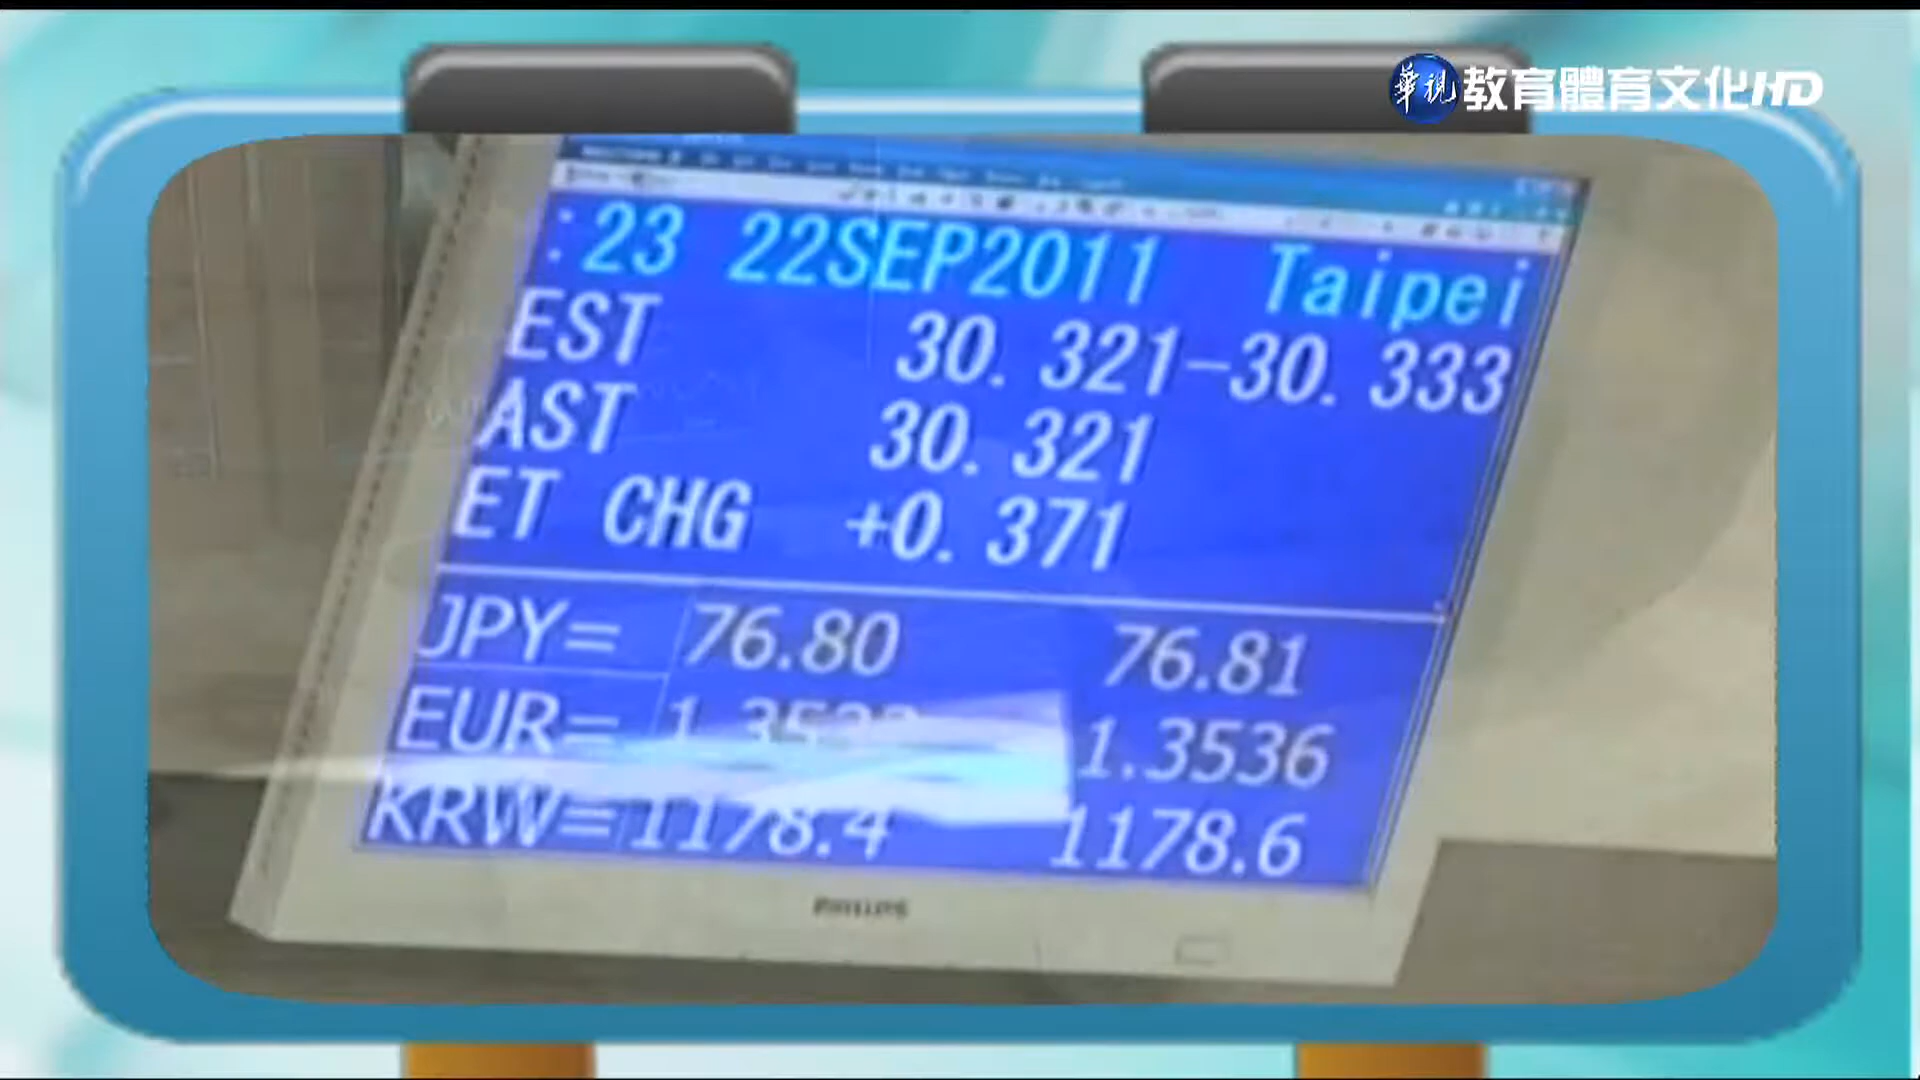 華視 教育體育文化HD
:23 22SEP2011 Taipei
EST 30.321-30.333
AST 30.321
ET CHG +0.371
JPY= 76.80 76.81
EUR= 1.3536
KRW= 1178.4 1178.6
PHILIPS